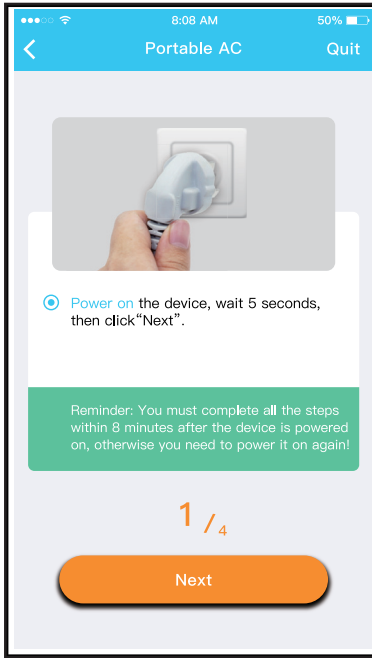 8:08 AM
50%
Portable AC
Quit
Power on the device, wait 5 seconds,
then click“Next”.
Reminder: You must complete all the steps
within 8 minutes after the device is powered
on, otherwise you need to power it on again!
1 / 4
Next